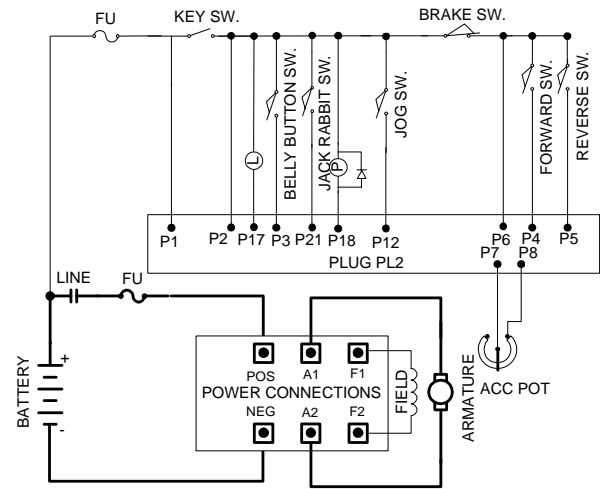 FU
KEY SW.
BRAKE SW.
BELLY BUTTON SW.
JACK RABBIT SW.
JOG SW.
FORWARD SW.
REVERSE SW.
L
P
P1
P2
P17
P3
P21
P18
P12
P6
P4
P5
P7
P8
PLUG PL2
LINE
FU
BATTERY
+
-
POS
A1
F1
POWER CONNECTIONS
NEG
A2
F2
FIELD
ARMATURE
ACC POT